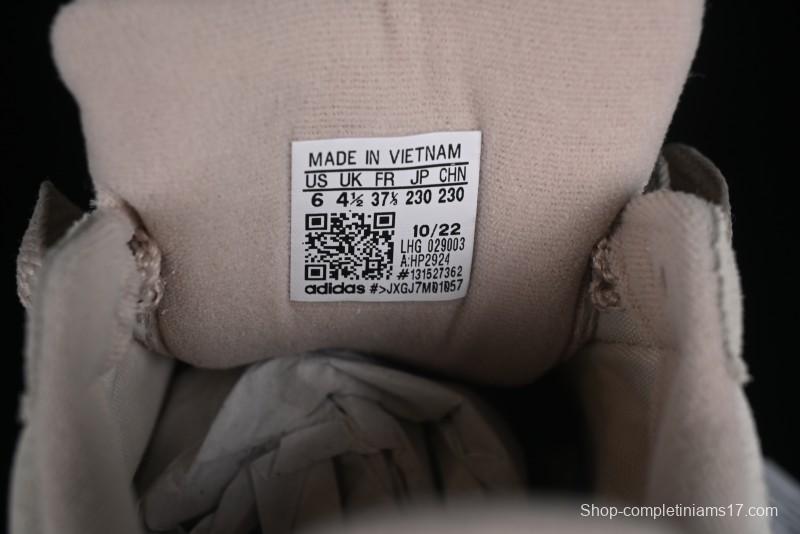 MADE IN VIETNAM
US UK FR JP CHN
6 4½ 37⅓ 230 230
10/22
LHG 029003
A:HP2924
#131527362
adidas #>JXGJ7M01057
Shop-completiniams17.com